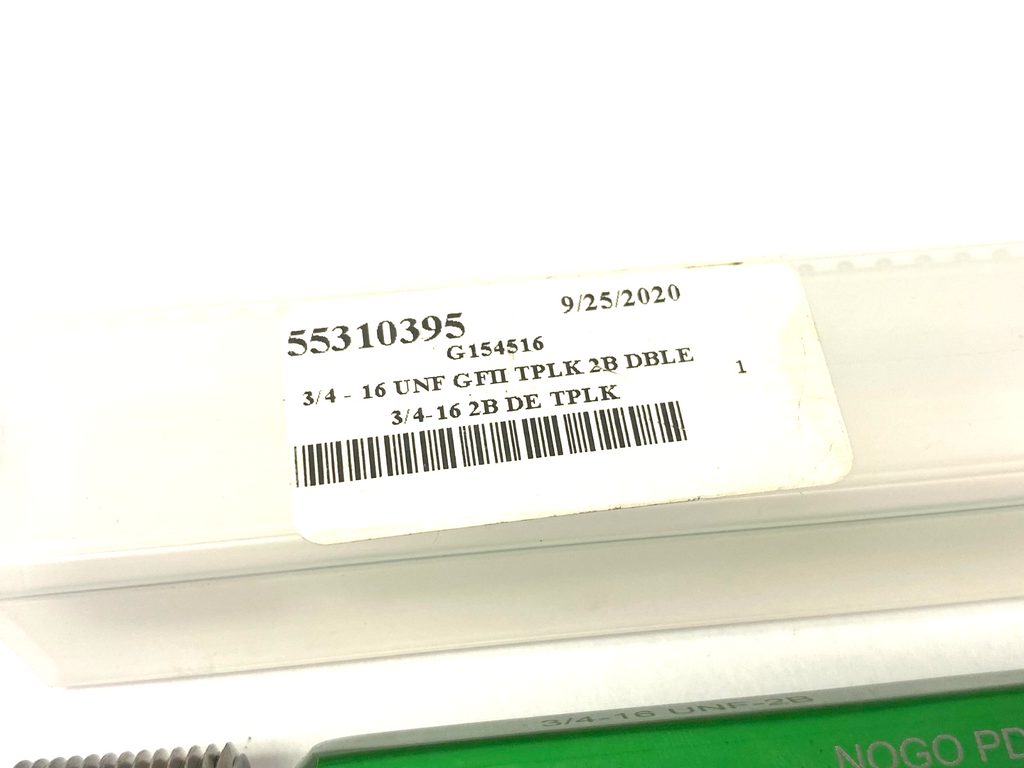 9/25/2020
55310395
G154516
3/4 - 16 UNF GFII TPLK 2B DBLE 1
3/4-16 2B DE TPLK
3/4-16 UNF-2B
NOGO PD